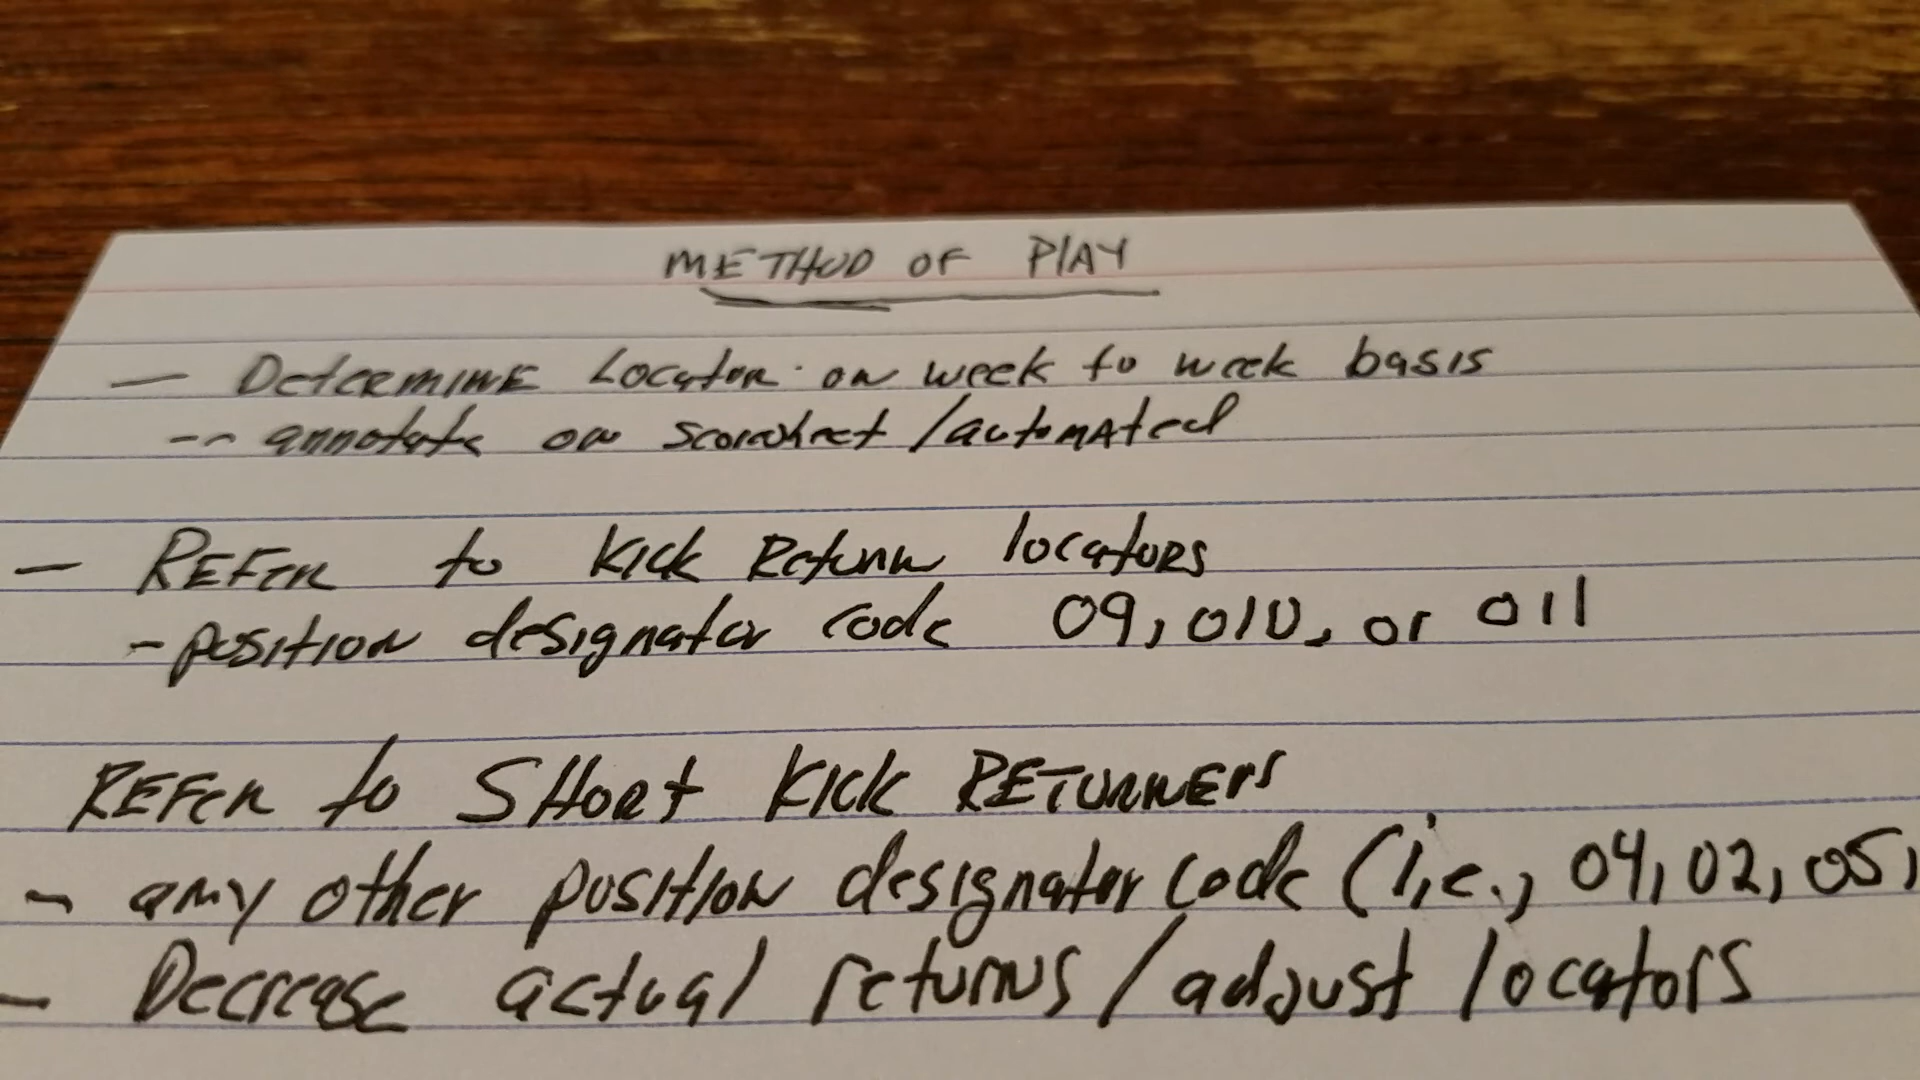 METHOD OF PlAY
— DeteRMINE Locator on week to week basis
-- annotate on scoresheet / automated
— REFER to Kick Return locators
- position designator code 09, 010, or 011
REFER to SHORt KICK RETURNERS
- any other position designator code (i,e., 04, 02, 05,
- Decrease actual returns / adjust locators